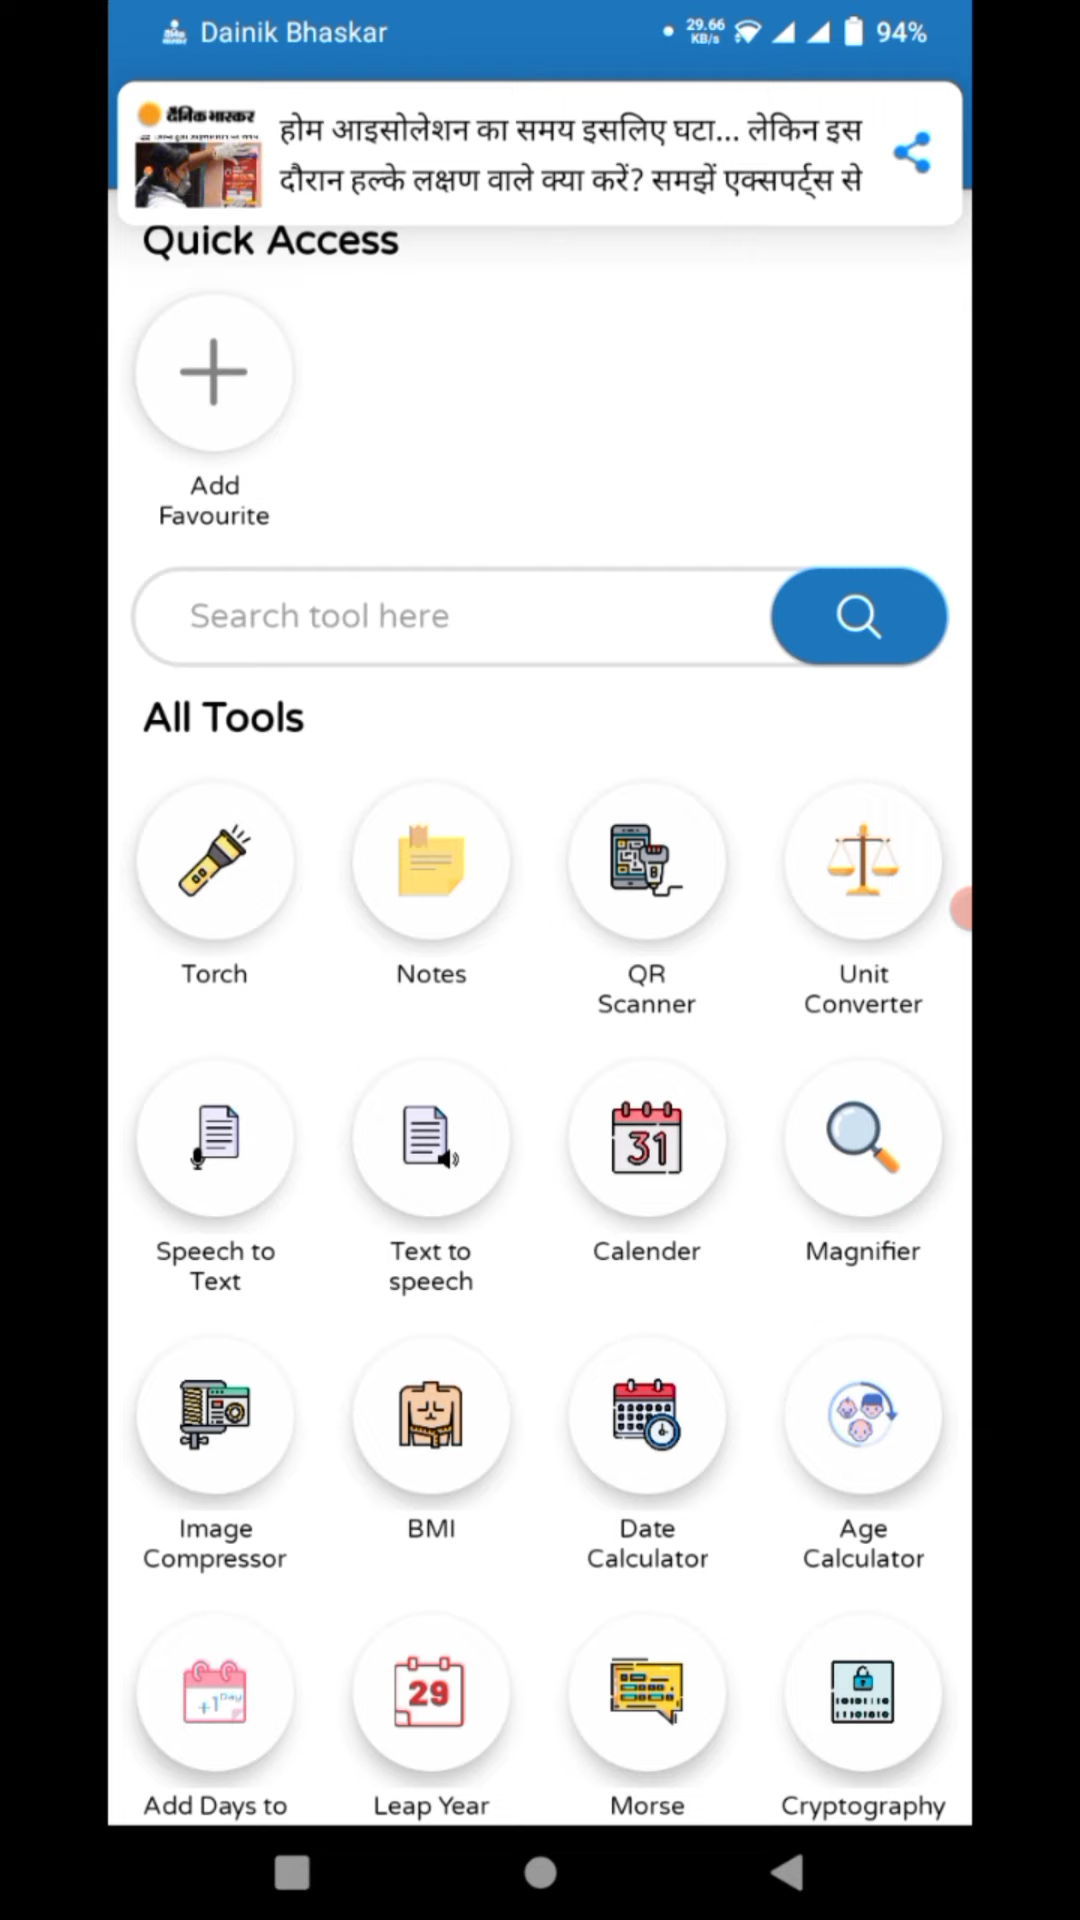 Dainik Bhaskar
29.66
KB/s
94%
दैनिक भास्कर
होम आइसोलेशन का समय इसलिए घटा... लेकिन इस
दौरान हल्के लक्षण वाले क्या करें? समझें एक्सपर्ट्स से
Quick Access
Add
Favourite
Search tool here
All Tools
Torch
Notes
QR
Scanner
Unit
Converter
31
Speech to
Text
Text to
speech
Calender
Magnifier
Image
Compressor
BMI
Date
Calculator
Age
Calculator
+1 Day
29
Add Days to
Leap Year
Morse
Cryptography